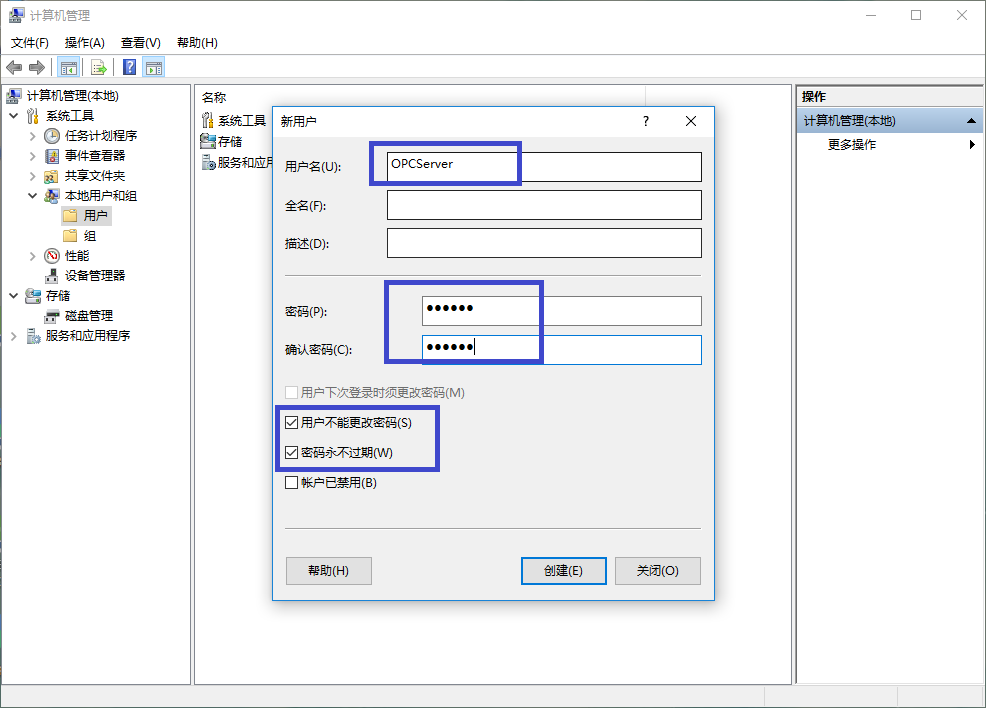 计算机管理
文件(F) 操作(A) 查看(V) 帮助(H)
计算机管理(本地)
系统工具
任务计划程序
事件查看器
共享文件夹
本地用户和组
用户
组
性能
设备管理器
存储
磁盘管理
服务和应用程序
名称
系统工具
存储
服务和应用
新用户
?
用户名(U):
OPCServer
全名(F):
描述(D):
密码(P):
●●●●●●
确认密码(C):
●●●●●●
用户下次登录时须更改密码(M)
用户不能更改密码(S)
密码永不过期(W)
帐户已禁用(B)
帮助(H) 创建(E) 关闭(O)
操作
计算机管理(本地)
更多操作